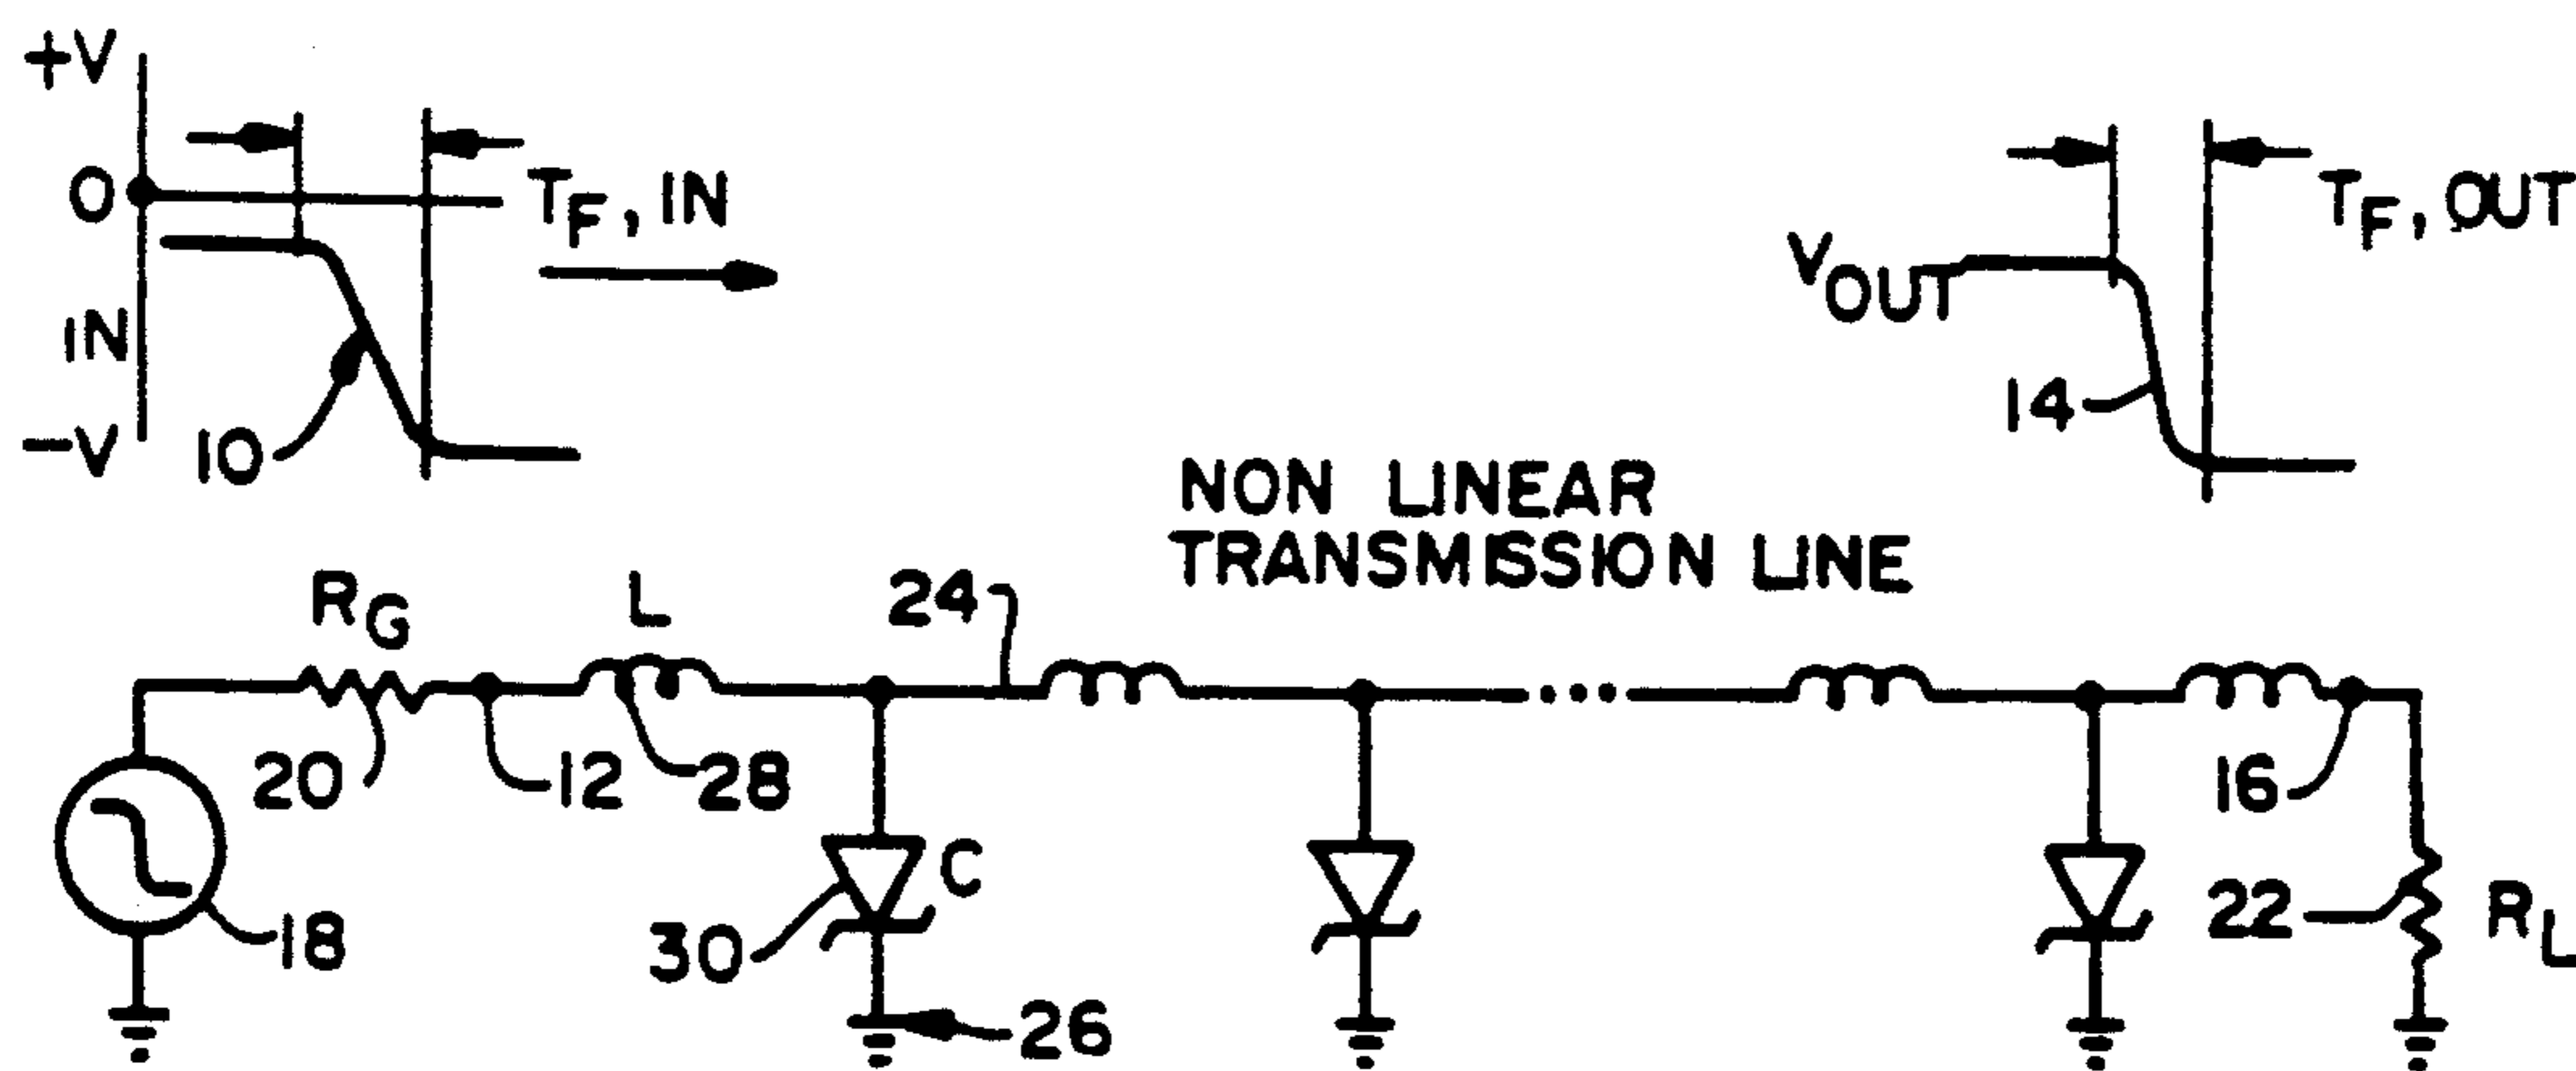 +V
0
IN
-V
10
T_F, IN
V_OUT
T_F, OUT
14
NON LINEAR
TRANSMISSION LINE
R_G
L
24
20
12
28
16
18
30
C
26
22
R_L